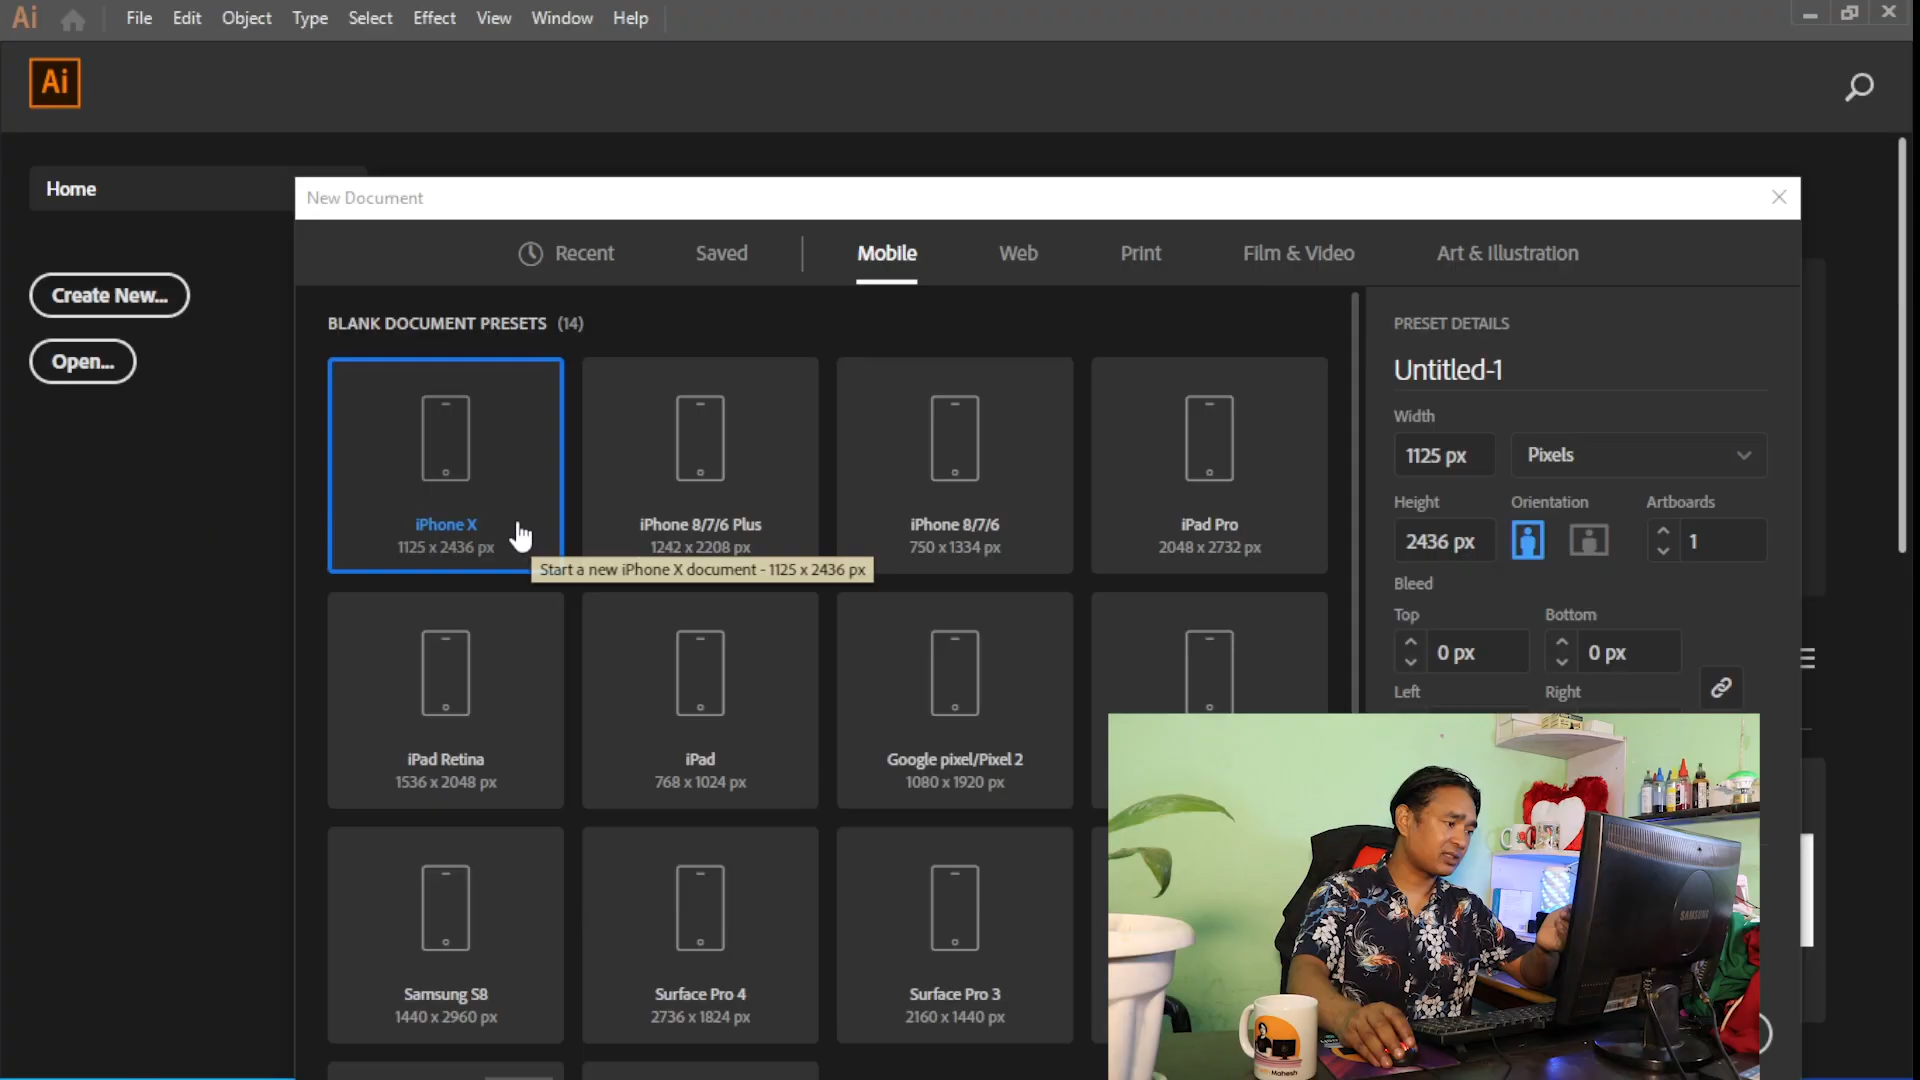 Ai
File
Edit
Object
Type
Select
Effect
View
Window
Help
Ai
Home
Create New...
Open...
New Document
Recent
Saved
Mobile
Web
Print
Film & Video
Art & Illustration
BLANK DOCUMENT PRESETS (14)
iPhone X
1125 x 2436 px
iPhone 8/7/6 Plus
1242 x 2208 px
iPhone 8/7/6
750 x 1334 px
iPad Pro
2048 x 2732 px
Start a new iPhone X document - 1125 x 2436 px
iPad Retina
1536 x 2048 px
iPad
768 x 1024 px
Google pixel/Pixel 2
1080 x 1920 px
Samsung S8
1440 x 2960 px
Surface Pro 4
2736 x 1824 px
Surface Pro 3
2160 x 1440 px
PRESET DETAILS
Untitled-1
Width
1125 px
Pixels
Height
Orientation
Artboards
2436 px
1
Bleed
Top
Bottom
0 px
0 px
Left
Right
SAMSUNG
Mahesh